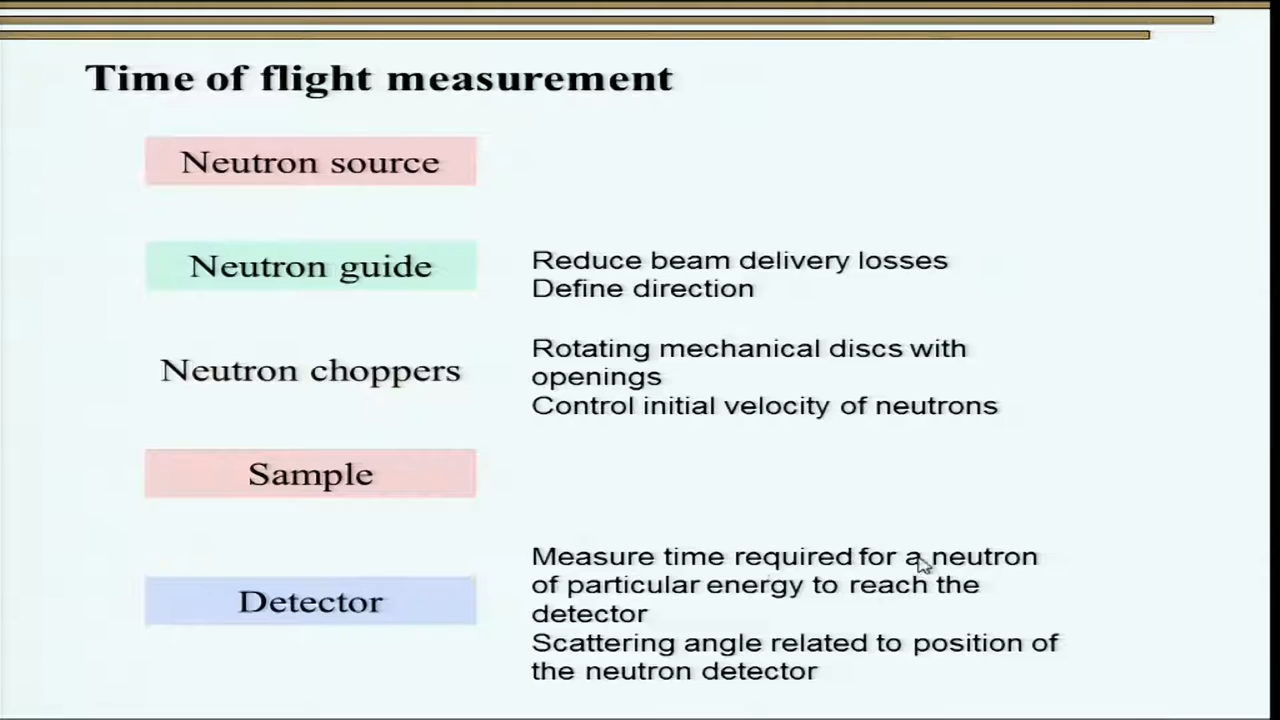 Time of flight measurement
Neutron source
Neutron guide
Reduce beam delivery losses
Define direction
Neutron choppers
Rotating mechanical discs with
openings
Control initial velocity of neutrons
Sample
Detector
Measure time required for a neutron
of particular energy to reach the
detector
Scattering angle related to position of
the neutron detector